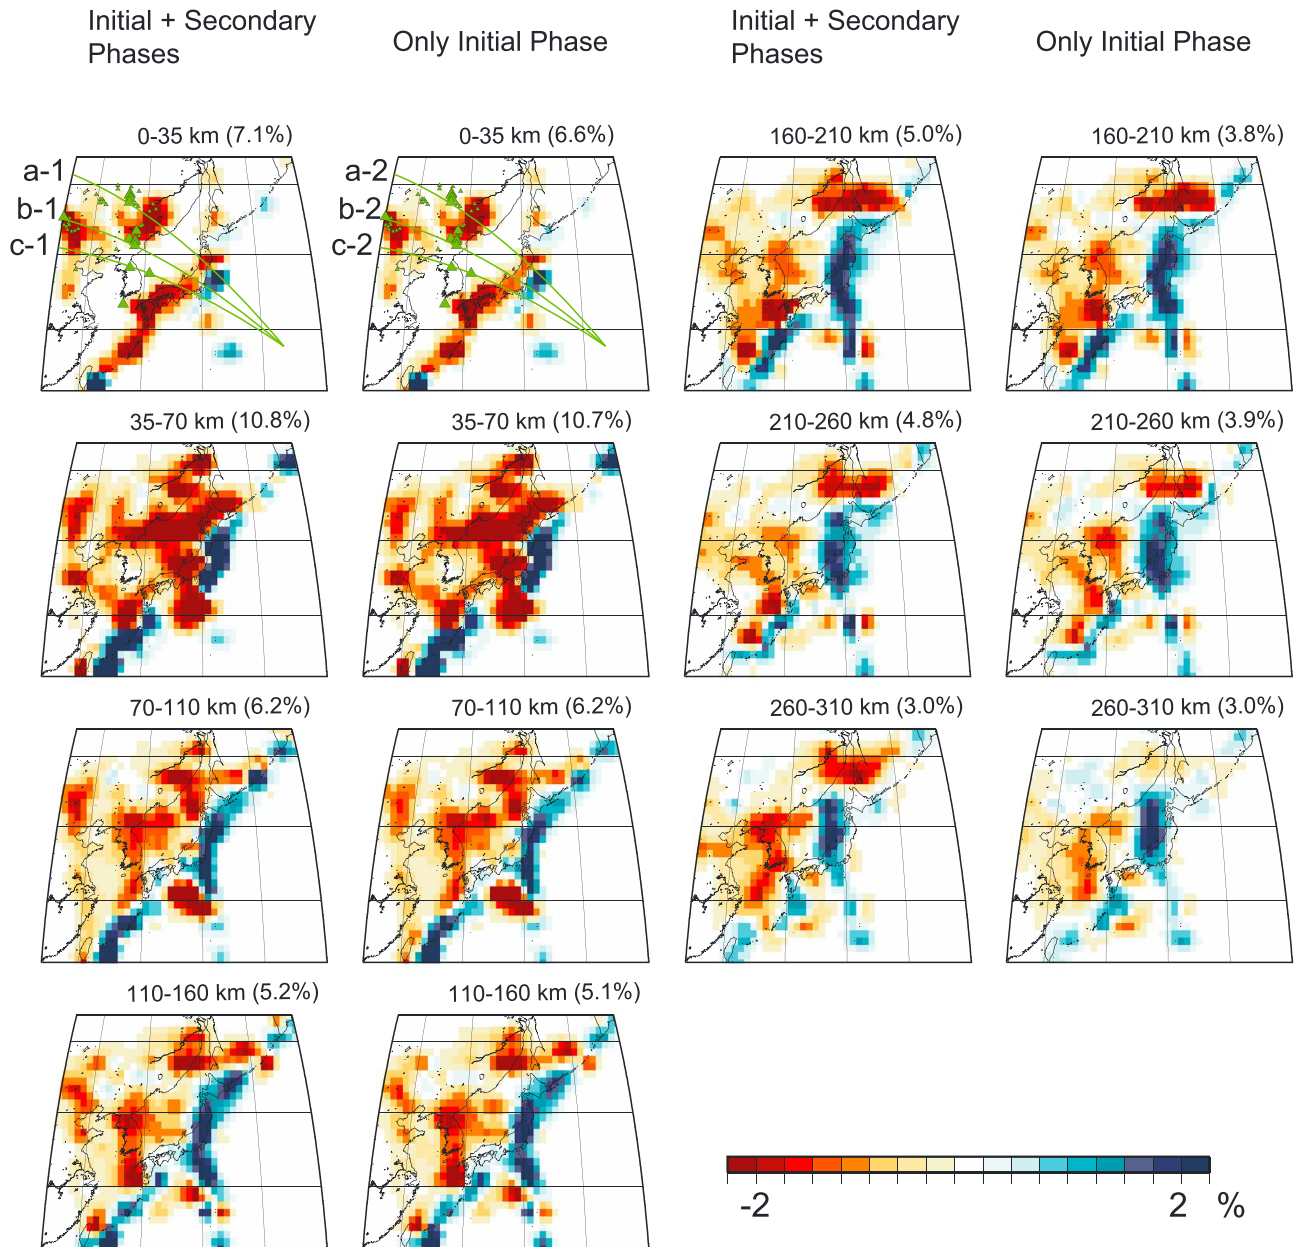 Initial + Secondary
Phases
Only Initial Phase
Initial + Secondary
Phases
Only Initial Phase
0-35 km (7.1%)
0-35 km (6.6%)
160-210 km (5.0%)
160-210 km (3.8%)
a-1
b-1
c-1
a-2
b-2
c-2
35-70 km (10.8%)
35-70 km (10.7%)
210-260 km (4.8%)
210-260 km (3.9%)
70-110 km (6.2%)
70-110 km (6.2%)
260-310 km (3.0%)
260-310 km (3.0%)
110-160 km (5.2%)
110-160 km (5.1%)
-2
2 %